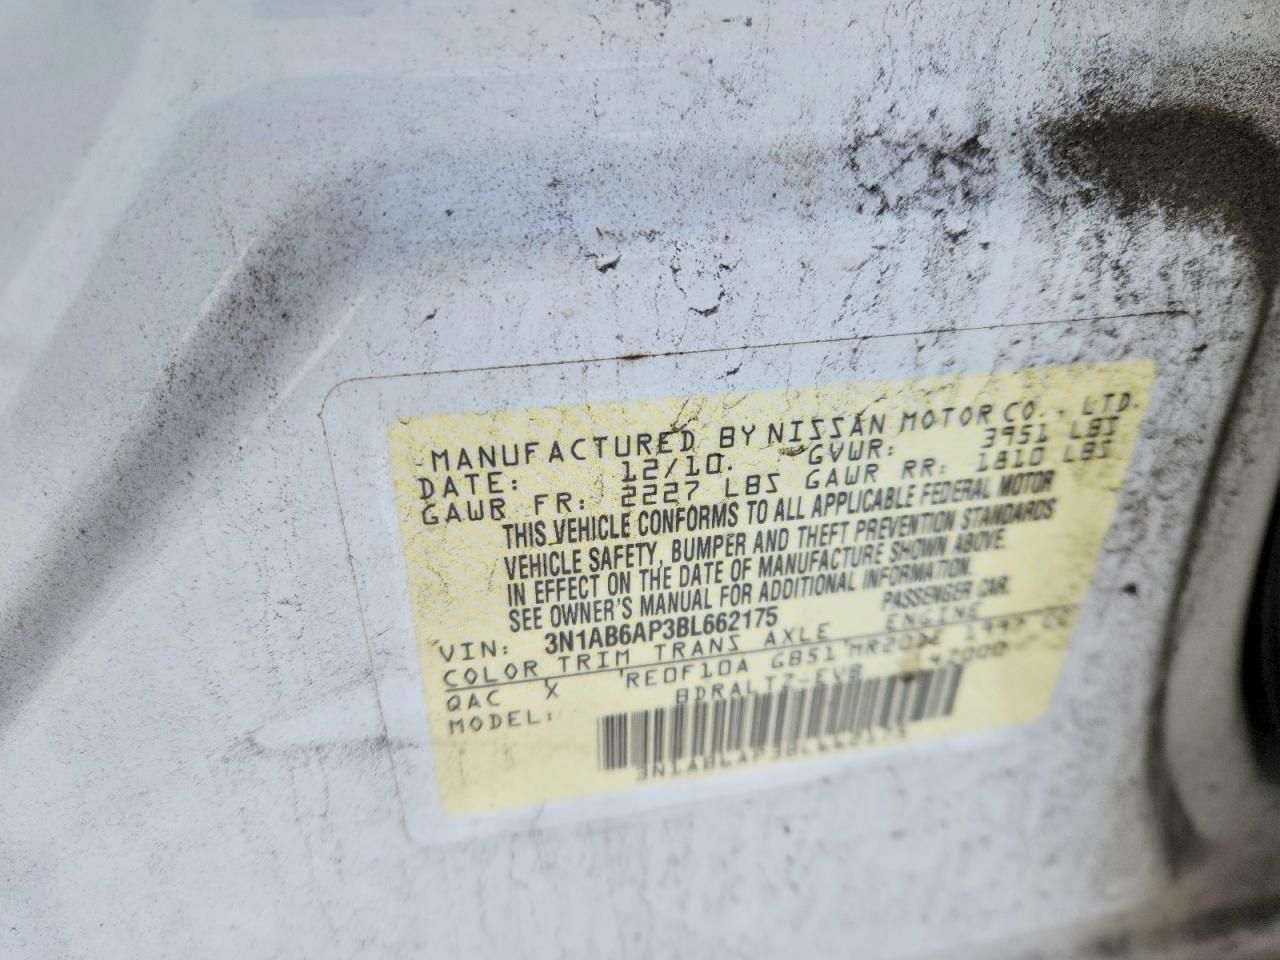 MANUFACTURED BY NISSAN MOTOR CO., LTD.
DATE: 12/10. GVWR: 3951 LBS
GAWR FR: 2227 LBS GAWR RR: 1810 LBS
THIS VEHICLE CONFORMS TO ALL APPLICABLE FEDERAL MOTOR
VEHICLE SAFETY, BUMPER AND THEFT PREVENTION STANDARDS
IN EFFECT ON THE DATE OF MANUFACTURE SHOWN ABOVE.
SEE OWNER'S MANUAL FOR ADDITIONAL INFORMATION.
VIN: 3N1AB6AP3BL662175 PASSENGER CAR
COLOR TRIM TRANS AXLE ENGINE
QAC X RE0F10A GB51 1997 CC
MODEL: BDRALTZ-EVB
3N1AB6AP3BL662175